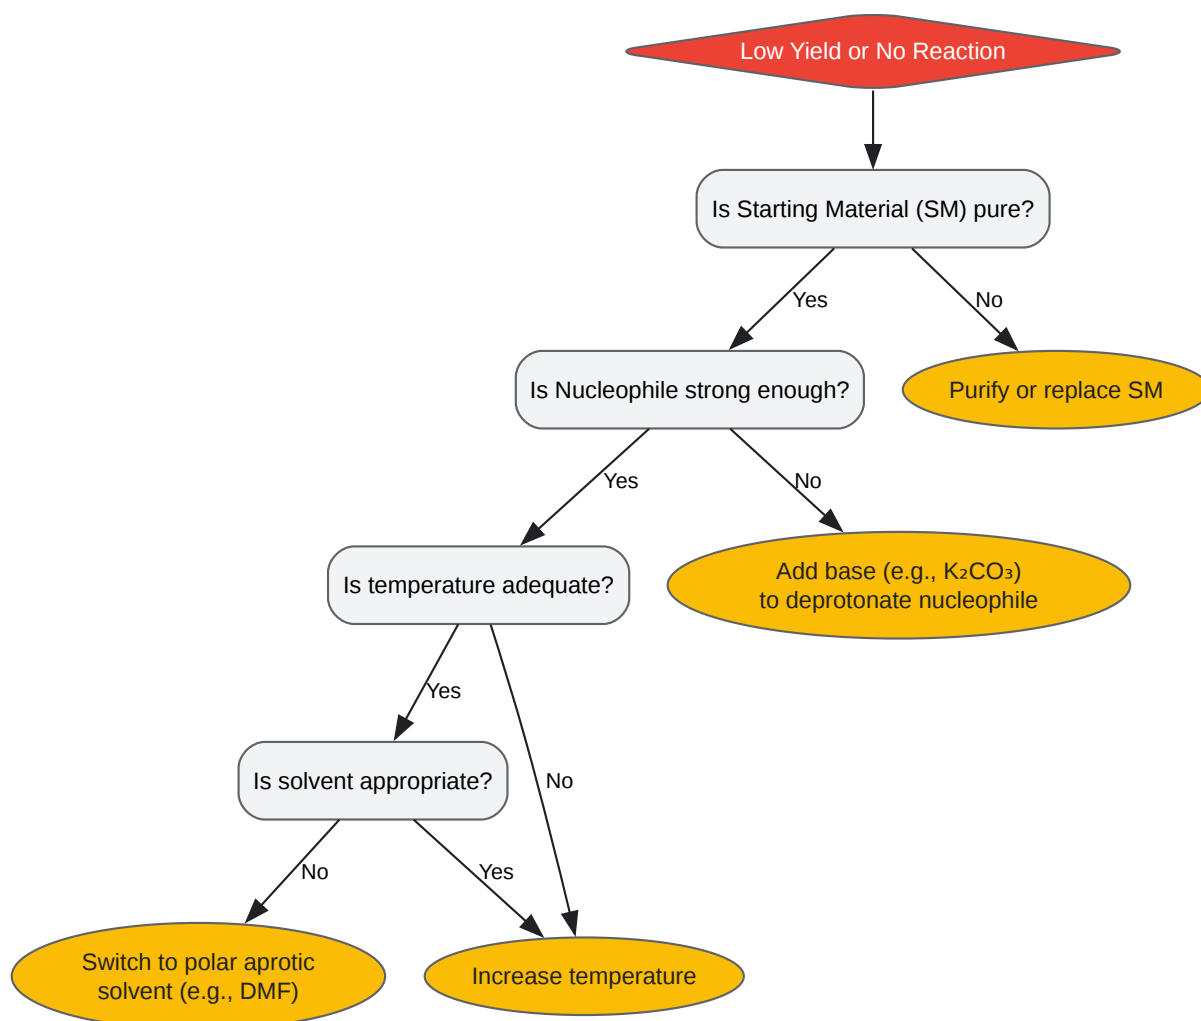 Low Yield or No Reaction
Is Starting Material (SM) pure?
Yes
No
Is Nucleophile strong enough?
Purify or replace SM
Yes
No
Is temperature adequate?
Add base (e.g., K₂CO₃)
to deprotonate nucleophile
Yes
Is solvent appropriate?
No
No
Yes
Switch to polar aprotic
solvent (e.g., DMF)
Increase temperature